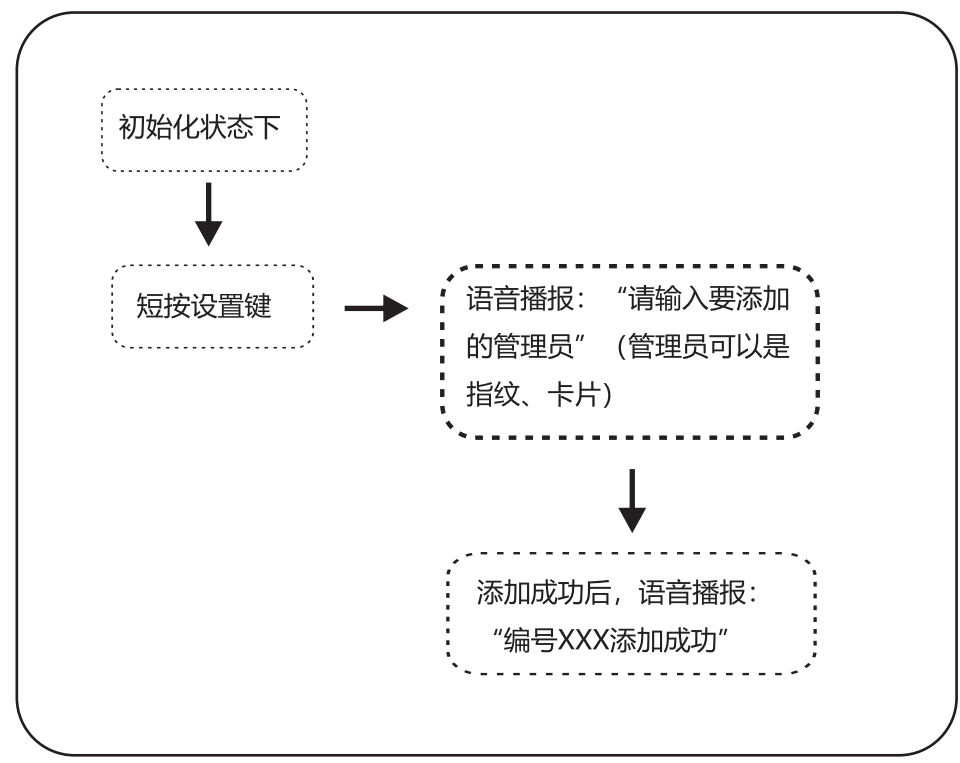 初始化状态下
短按设置键
语音播报：“请输入要添加
的管理员”（管理员可以是
指纹、卡片）
添加成功后，语音播报：
“编号XXX添加成功”